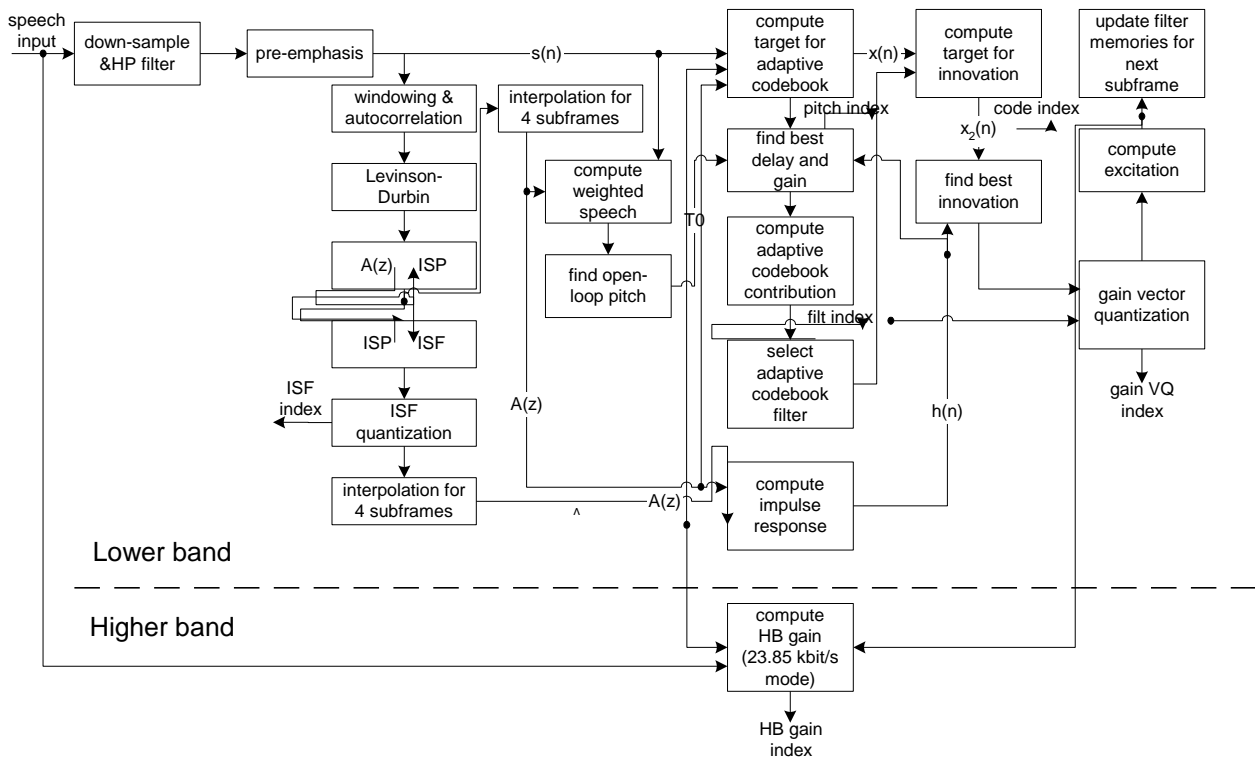 speech
input
down-sample
&HP filter
pre-emphasis
s(n)
windowing &
autocorrelation
Levinson-
Durbin
A(z)
ISP
ISP
ISF
ISF
index
ISF
quantization
interpolation for
4 subframes
interpolation for
4 subframes
A(z)
compute
weighted
speech
find open-
loop pitch
T0
compute
target for
adaptive
codebook
x(n)
pitch index
find best
delay and
gain
compute
adaptive
codebook
contribution
filt index
select
adaptive
codebook
filter
^
A(z)
compute
impulse
response
h(n)
compute
target for
innovation
code index
x2(n)
find best
innovation
update filter
memories for
next
subframe
compute
excitation
gain vector
quantization
gain VQ
index
Lower band
Higher band
compute
HB gain
(23.85 kbit/s
mode)
HB gain
index